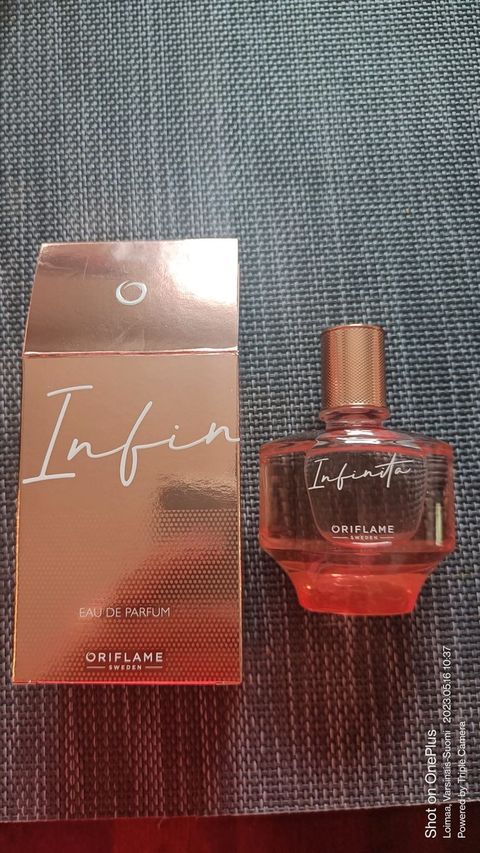 Infin
EAU DE PARFUM
ORIFLAME
SWEDEN
Infinita
ORIFLAME
SWEDEN
Shot on OnePlus
Loimaa, Varsinais-Suomi 2023.05.16 10:37
Powered by Triple Camera